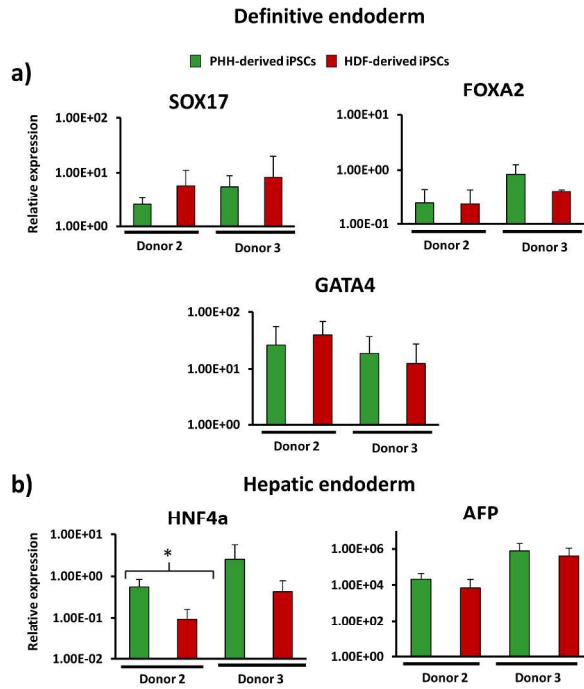 Definitive endoderm
a)
PHH-derived iPSCs HDF-derived iPSCs
SOX17
Relative expression
1.00E+02
1.00E+01
1.00E+00
Donor 2 Donor 3
FOXA2
1.00E+00
1.00E-01
Donor 2 Donor 3
GATA4
1.00E+02
1.00E+01
1.00E+00
Donor 2 Donor 3
b)
Hepatic endoderm
HNF4a
Relative expression
1.00E+01
1.00E+00
1.00E-01
1.00E-02
*
Donor 2 Donor 3
AFP
1.00E+06
1.00E+04
1.00E+02
1.00E+00
Donor 2 Donor 3